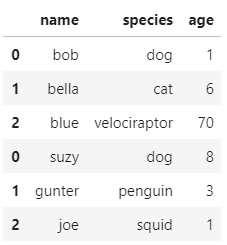 name species age
0 bob dog 1
1 bella cat 6
2 blue velociraptor 70
0 suzy dog 8
1 gunter penguin 3
2 joe squid 1